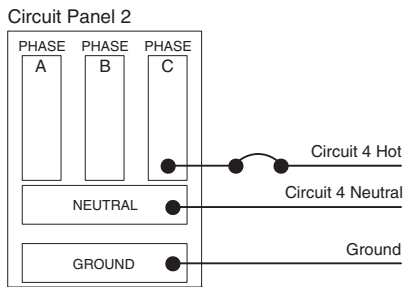 Circuit Panel 2
PHASE PHASE PHASE
A B C
Circuit 4 Hot
Circuit 4 Neutral
NEUTRAL
Ground
GROUND